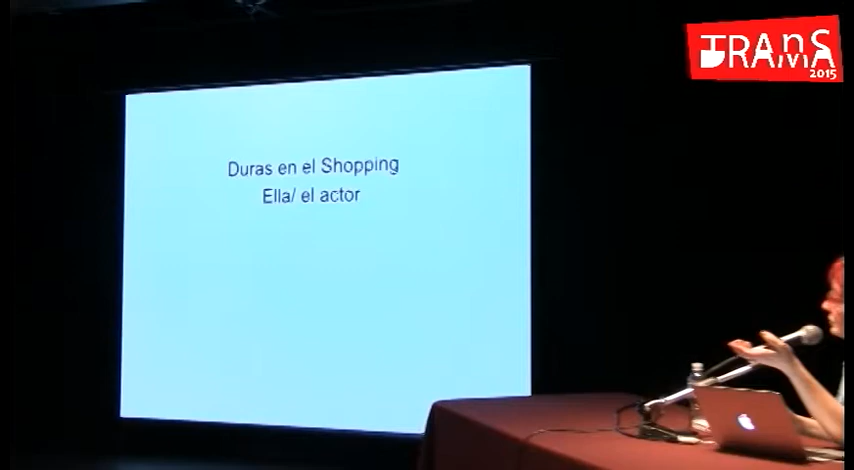 TRANS
DRAMA
2015
Duras en el Shopping
Ella/ el actor